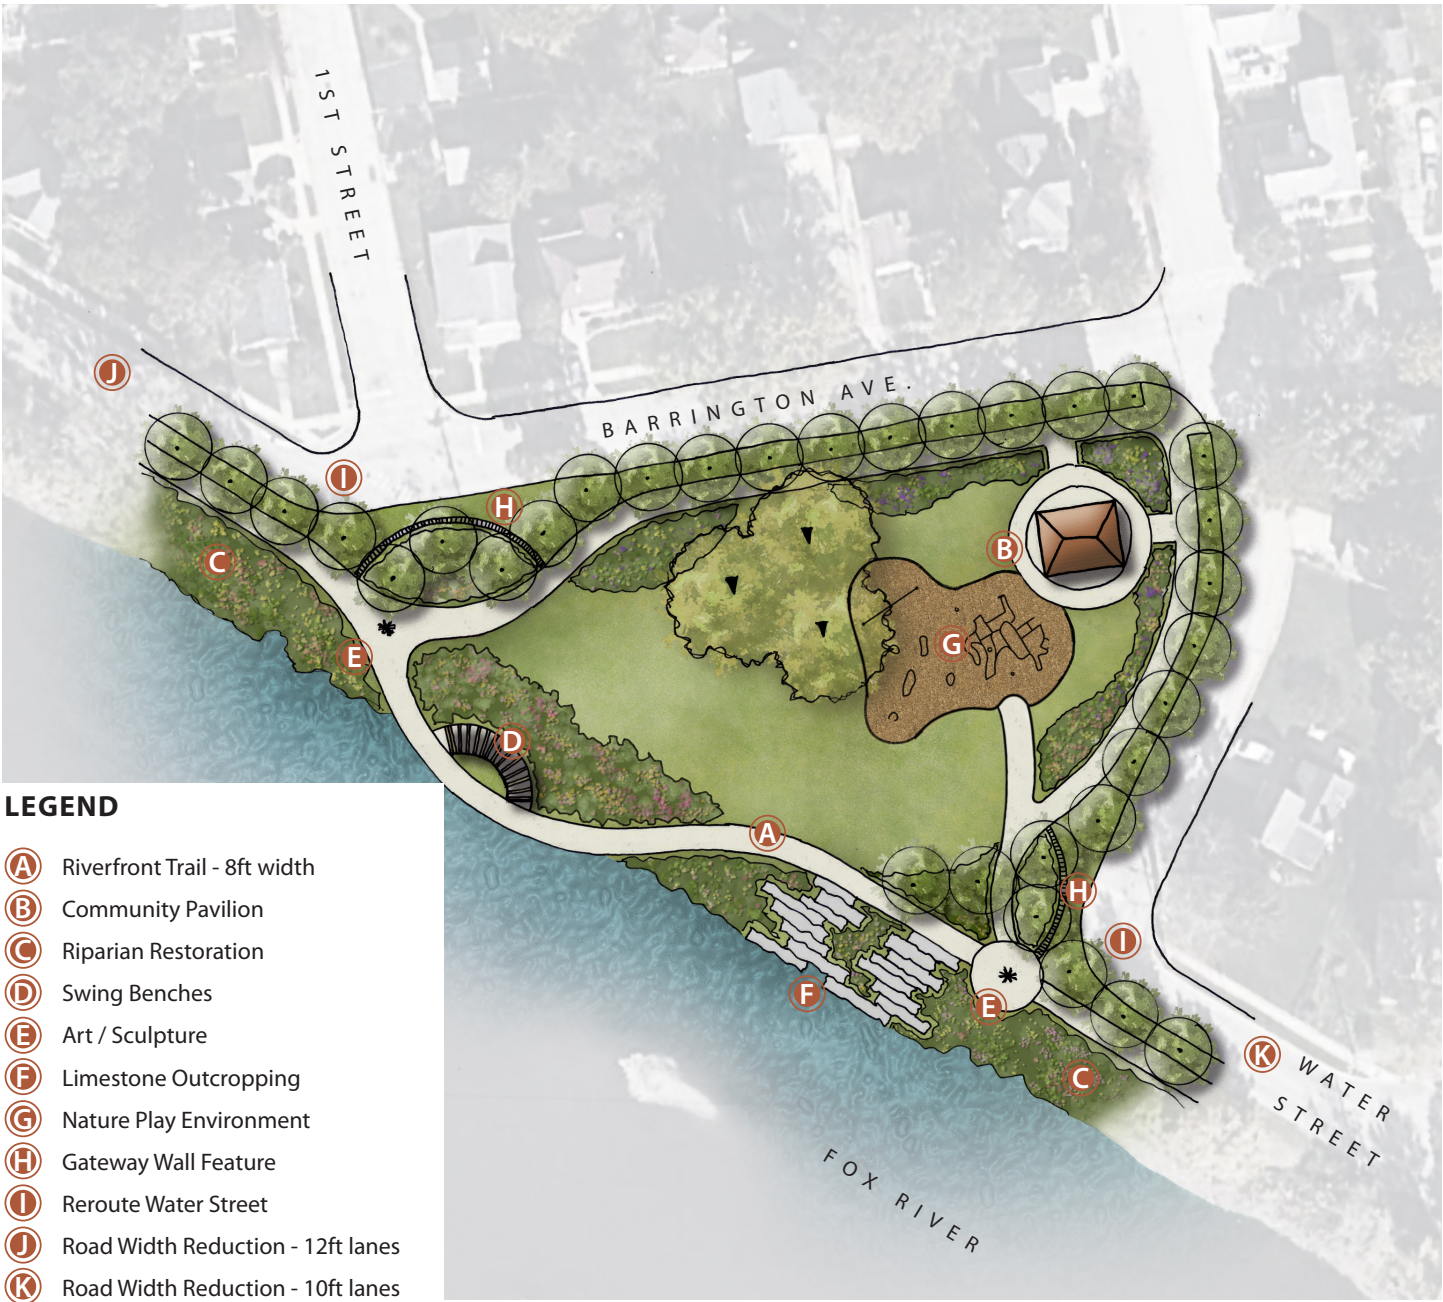 1ST STREET
J
BARRINGTON AVE.
I
H
B
C
G
E
D
A
H
I
F
E
K
WATER
STREET
C
FOX RIVER
LEGEND
A Riverfront Trail - 8ft width
B Community Pavilion
C Riparian Restoration
D Swing Benches
E Art / Sculpture
F Limestone Outcropping
G Nature Play Environment
H Gateway Wall Feature
I Reroute Water Street
J Road Width Reduction - 12ft lanes
K Road Width Reduction - 10ft lanes